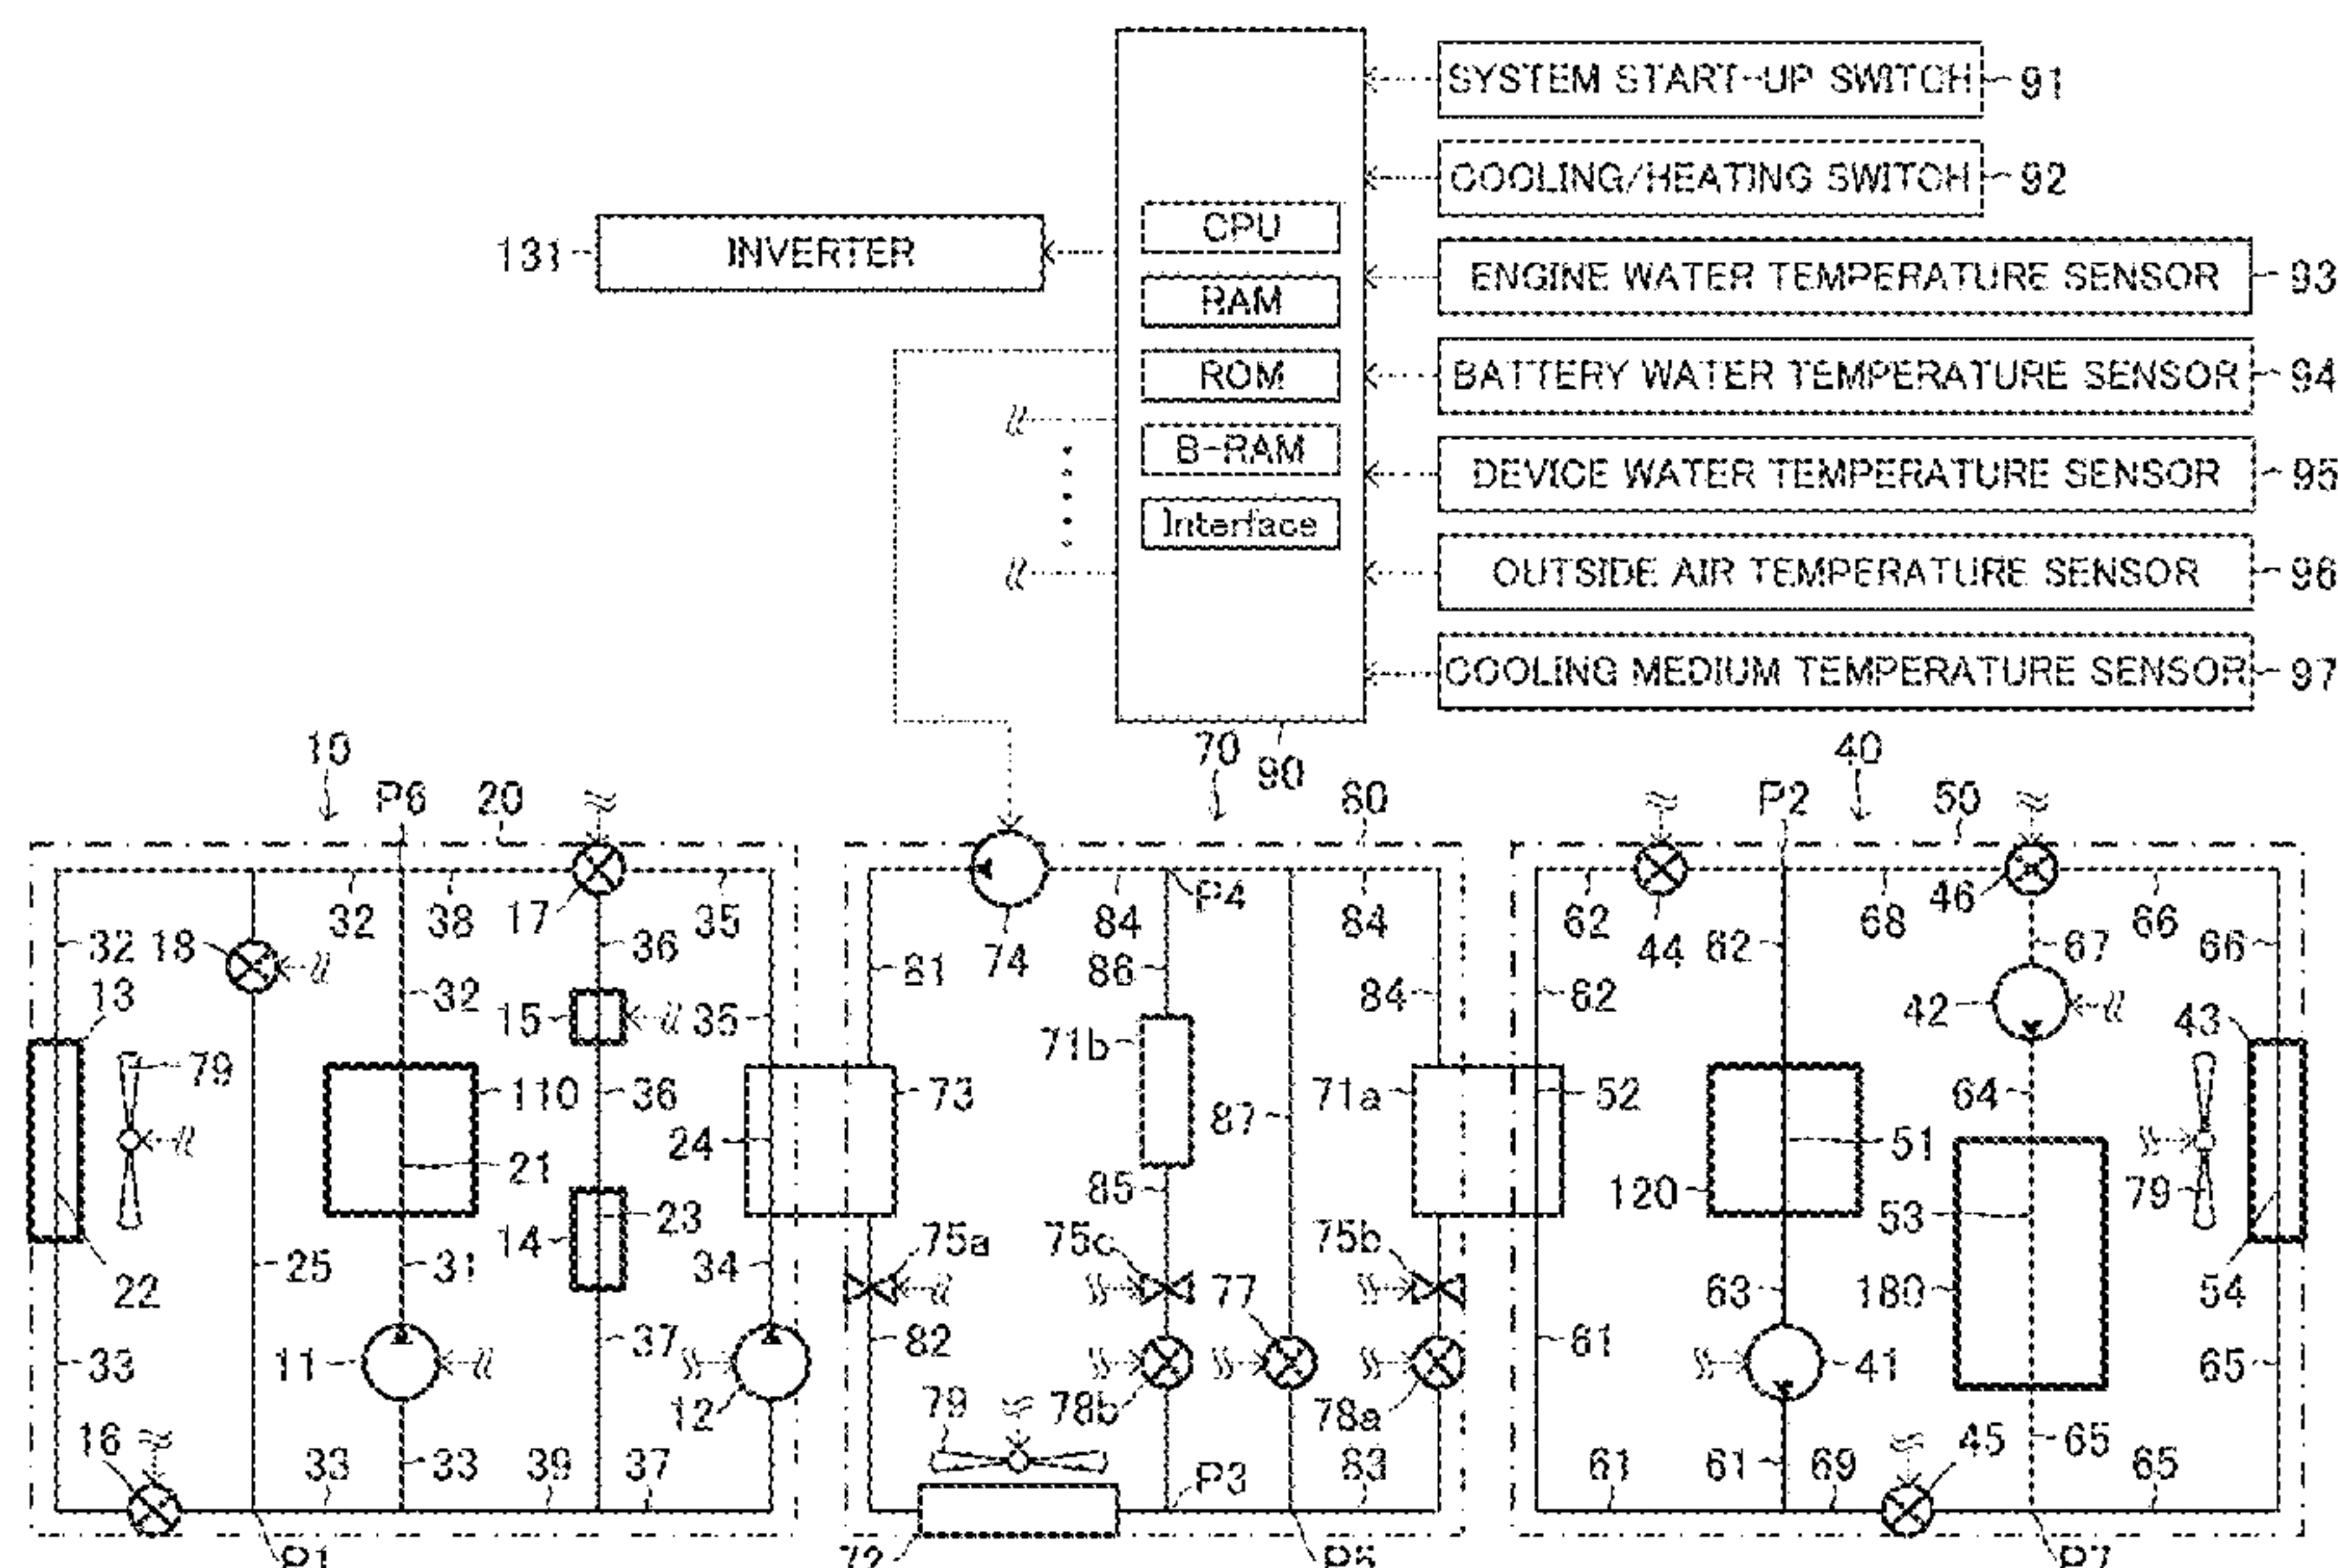 SYSTEM START-UP SWITCH 91
COOLING/HEATING SWITCH 92
CPU
131 INVERTER
ENGINE WATER TEMPERATURE SENSOR 93
RAM
ROM
BATTERY WATER TEMPERATURE SENSOR 94
B-RAM
DEVICE WATER TEMPERATURE SENSOR 95
Interface
OUTSIDE AIR TEMPERATURE SENSOR 96
COOLING MEDIUM TEMPERATURE SENSOR 97
10 70 90 40
P6 20 80 P2 50
32 38 17 35 84 P4 84 62 44 68 46 66
32 18 36 74 81 86 62 67 66
13 32 15 35 84 62 42 43
79 110 36 73 71b 71a 52 64
24 87 51
21 23 85 120 53 79
14 75a 75c 75b
22 25 31 34 77 63 180 54
33 11 37 82 61 41 65
12 79 78b 78a
16 33 33 39 37 P3 83 61 61 69 45 65 65
P1 72 P5 P7